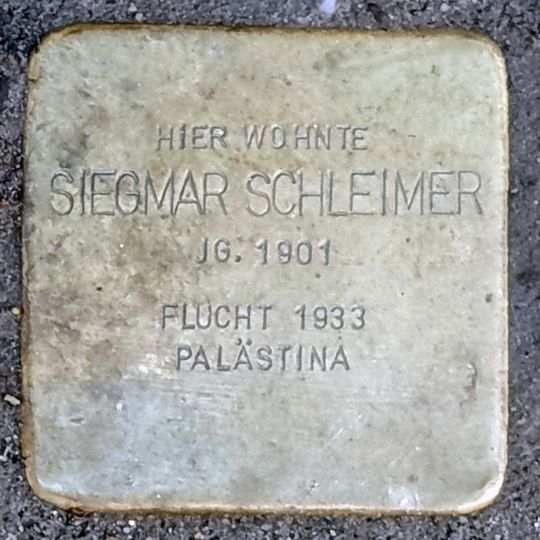 HIER WOHNTE
SIEGMAR SCHLEIMER
JG. 1901
FLUCHT 1933
PALÄSTINA